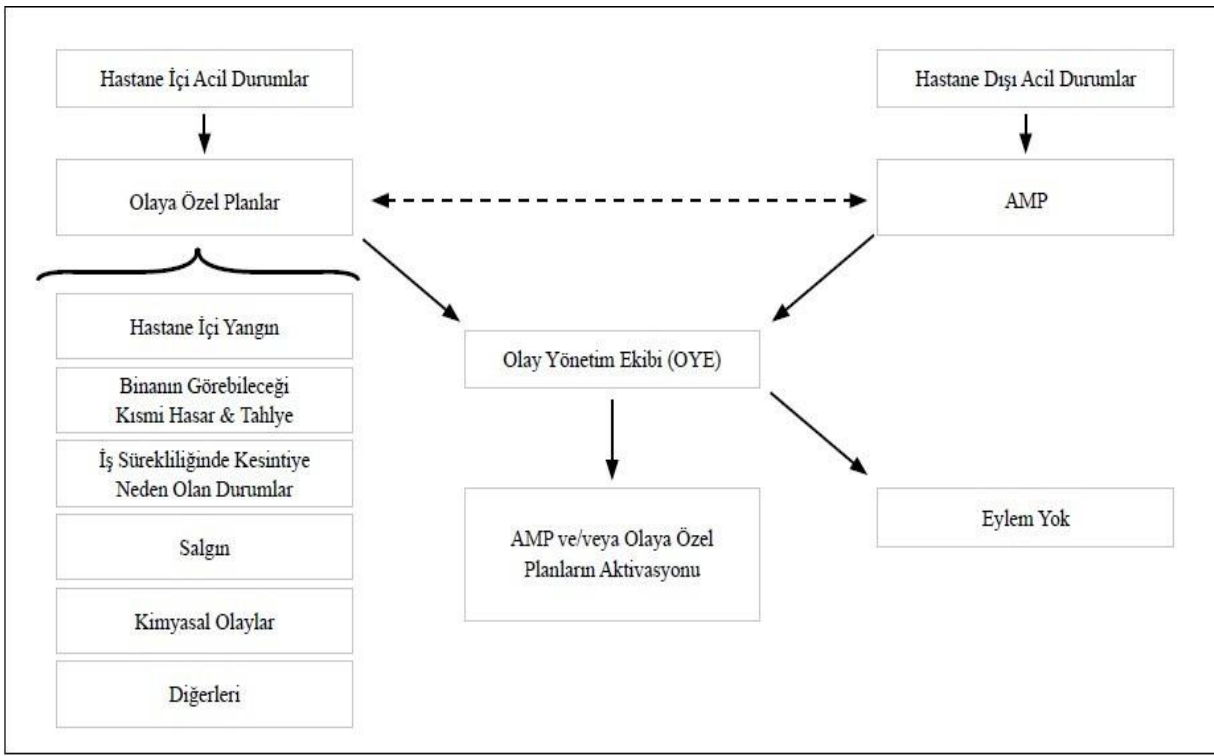 Hastane İçi Acil Durumlar
Hastane Dışı Acil Durumlar
Olaya Özel Planlar
AMP
Hastane İçi Yangın
Binanın Görebileceği
Kısmi Hasar & Tahlye
İş Sürekliliğinde Kesintiye
Neden Olan Durumlar
Salgın
Kimyasal Olaylar
Diğerleri
Olay Yönetim Ekibi (OYE)
AMP ve/veya Olaya Özel
Planların Aktivasyonu
Eylem Yok